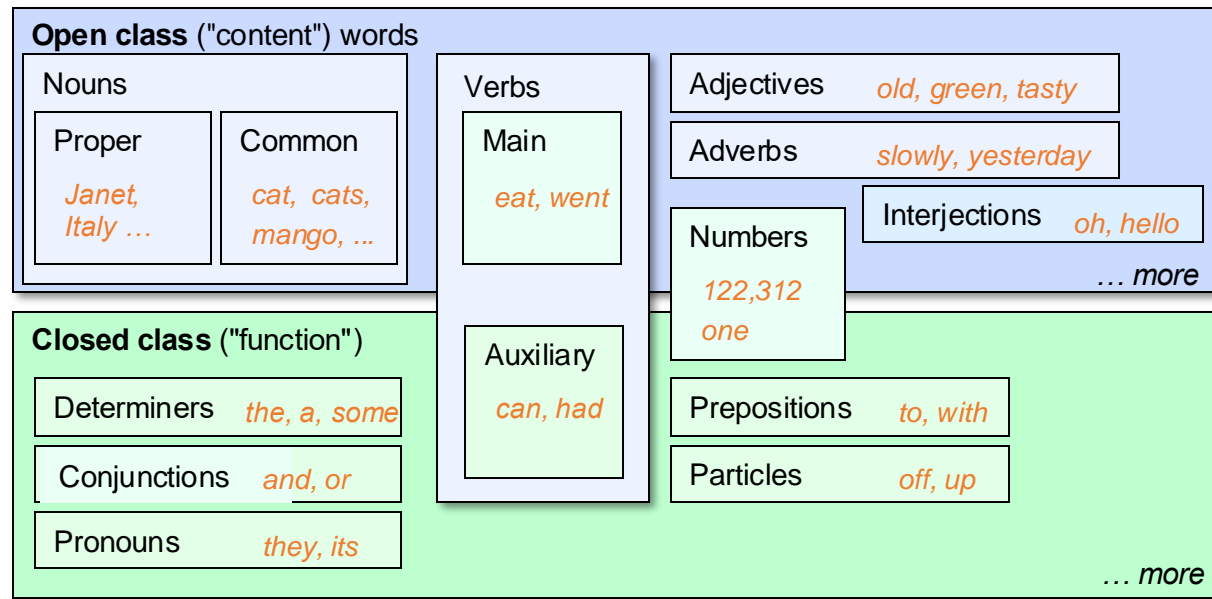 Open class ("content") words
Nouns
Proper
Janet,
Italy …
Common
cat, cats,
mango, ...
Verbs
Main
eat, went
Adjectives old, green, tasty
Adverbs slowly, yesterday
Interjections oh, hello
Numbers
122,312
one
… more
Closed class ("function")
Determiners the, a, some
Conjunctions and, or
Pronouns they, its
Auxiliary
can, had
Prepositions to, with
Particles off, up
… more